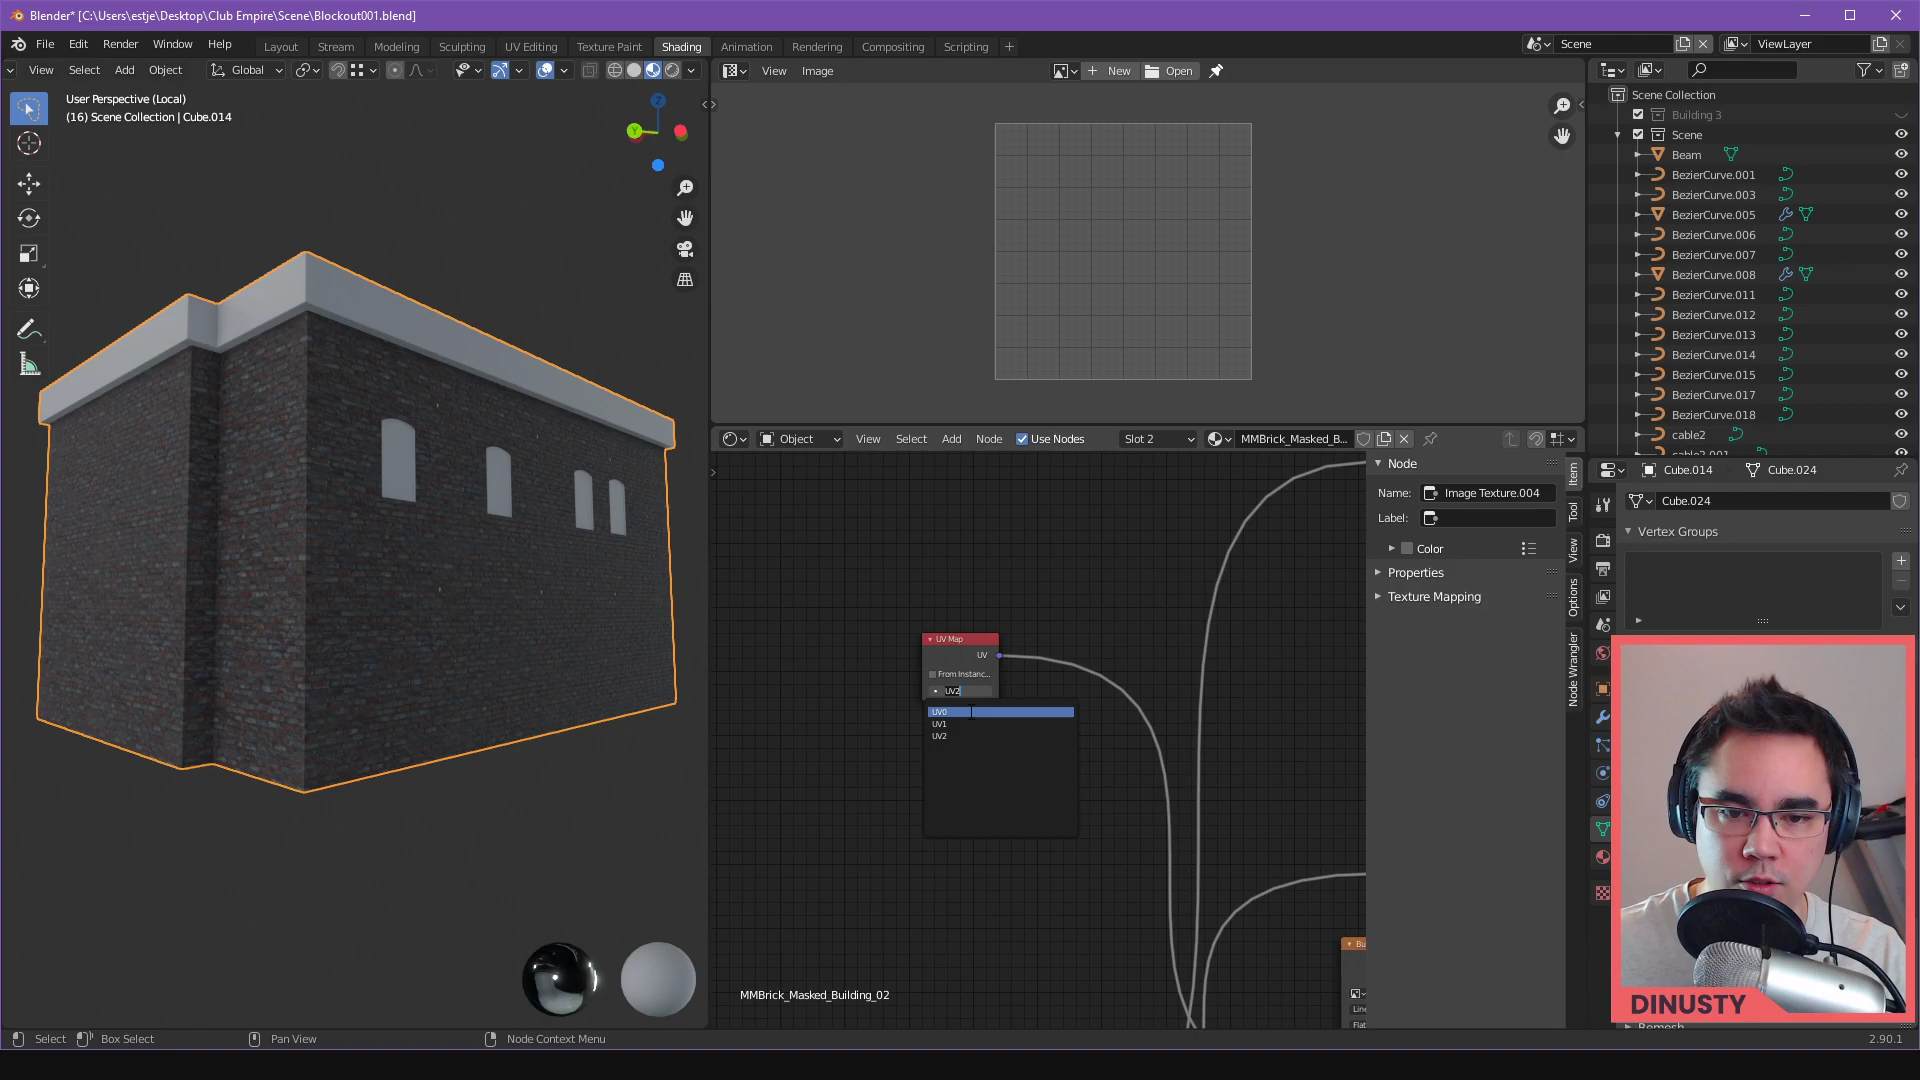 Blender* [C:\Users\estje\Desktop\Club Empire\Scene\Blockout001.blend]
File Edit Render Window Help
Layout Stream Modeling Sculpting UV Editing Texture Paint Shading Animation Rendering Compositing Scripting +
Scene
ViewLayer
View Select Add Object
Global
User Perspective (Local)
(16) Scene Collection | Cube.014
Z
Y
View Image
New
Open
Object View Select Add Node Use Nodes Slot 2 MMBrick_Masked_B...
UV Map
UV
From Instanc...
UV2
UV0
UV1
UV2
MMBrick_Masked_Building_02
Bu
Line
Flat
Node
Name: Image Texture.004
Label:
Color
Properties
Texture Mapping
Item
Tool
View
Options
Node Wrangler
Scene Collection
Building 3
Scene
Beam
BezierCurve.001
BezierCurve.003
BezierCurve.005
BezierCurve.006
BezierCurve.007
BezierCurve.008
BezierCurve.011
BezierCurve.012
BezierCurve.013
BezierCurve.014
BezierCurve.015
BezierCurve.017
BezierCurve.018
cable2
cable2.001
Cube.014 Cube.024
Cube.024
Vertex Groups
DINUSTY
Remesh
Select Box Select Pan View Node Context Menu 2.90.1